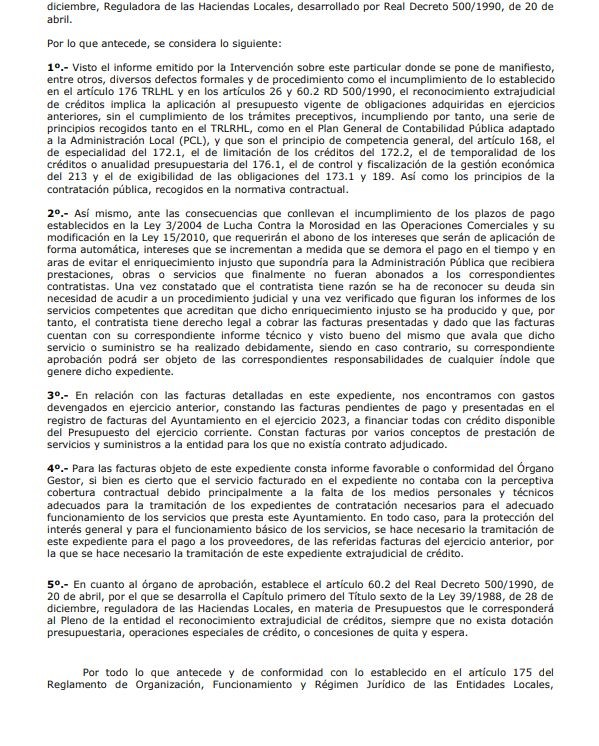 diciembre, Reguladora de las Haciendas Locales, desarrollado por Real Decreto 500/1990, de 20 de
abril.
Por lo que antecede, se considera lo siguiente:
1º.- Visto el informe emitido por la Intervención sobre este particular donde se pone de manifiesto,
entre otros, diversos defectos formales y de procedimiento como el incumplimiento de lo establecido
en el artículo 176 TRLHL y en los artículos 26 y 60.2 RD 500/1990, el reconocimiento extrajudicial
de créditos implica la aplicación al presupuesto vigente de obligaciones adquiridas en ejercicios
anteriores, sin el cumplimiento de los trámites preceptivos, incumpliendo por tanto, una serie de
principios recogidos tanto en el TRLRHL, como en el Plan General de Contabilidad Pública adaptado
a la Administración Local (PCL), y que son el principio de competencia general, del artículo 168, el
de especialidad del 172.1, el de limitación de los créditos del 172.2, el de temporalidad de los
créditos o anualidad presupuestaria del 176.1, el de control y fiscalización de la gestión económica
del 213 y el de exigibilidad de las obligaciones del 173.1 y 189. Así como los principios de la
contratación pública, recogidos en la normativa contractual.
2º.- Así mismo, ante las consecuencias que conllevan el incumplimiento de los plazos de pago
establecidos en la Ley 3/2004 de Lucha Contra la Morosidad en las Operaciones Comerciales y su
modificación en la Ley 15/2010, que requerirán el abono de los intereses que serán de aplicación de
forma automática, intereses que se incrementan a medida que se demora el pago en el tiempo y en
aras de evitar el enriquecimiento injusto que supondría para la Administración Pública que recibiera
prestaciones, obras o servicios que finalmente no fueran abonados a los correspondientes
contratistas. Una vez constatado que el contratista tiene razón se ha de reconocer su deuda sin
necesidad de acudir a un procedimiento judicial y una vez verificado que figuran los informes de los
servicios competentes que acreditan que dicho enriquecimiento injusto se ha producido y que, por
tanto, el contratista tiene derecho legal a cobrar las facturas presentadas y dado que las facturas
cuentan con su correspondiente informe técnico y visto bueno del mismo que avala que dicho
servicio o suministro se ha realizado debidamente, siendo en caso contrario, su correspondiente
aprobación podrá ser objeto de las correspondientes responsabilidades de cualquier índole que
genere dicho expediente.
3º.- En relación con las facturas detalladas en este expediente, nos encontramos con gastos
devengados en ejercicio anterior, constando las facturas pendientes de pago y presentadas en el
registro de facturas del Ayuntamiento en el ejercicio 2023, a financiar todas con crédito disponible
del Presupuesto del ejercicio corriente. Constan facturas por varios conceptos de prestación de
servicios y suministros a la entidad para los que no existía contrato adjudicado.
4º.- Para las facturas objeto de este expediente consta informe favorable o conformidad del Órgano
Gestor, si bien es cierto que el servicio facturado en el expediente no contaba con la perceptiva
cobertura contractual debido principalmente a la falta de los medios personales y técnicos
adecuados para la tramitación de los expedientes de contratación necesarios para el adecuado
funcionamiento de los servicios que presta este Ayuntamiento. En todo caso, para la protección del
interés general y para el funcionamiento básico de los servicios, se hace necesario la tramitación de
este expediente para el pago a los proveedores, de las referidas facturas del ejercicio anterior, por
la que se hace necesario la tramitación de este expediente extrajudicial de crédito.
5º.- En cuanto al órgano de aprobación, establece el artículo 60.2 del Real Decreto 500/1990, de
20 de abril, por el que se desarrolla el Capítulo primero del Título sexto de la Ley 39/1988, de 28 de
diciembre, reguladora de las Haciendas Locales, en materia de Presupuestos que le corresponderá
al Pleno de la entidad el reconocimiento extrajudicial de créditos, siempre que no exista dotación
presupuestaria, operaciones especiales de crédito, o concesiones de quita y espera.
Por todo lo que antecede y de conformidad con lo establecido en el artículo 175 del
Reglamento de Organización, Funcionamiento y Régimen Jurídico de las Entidades Locales,